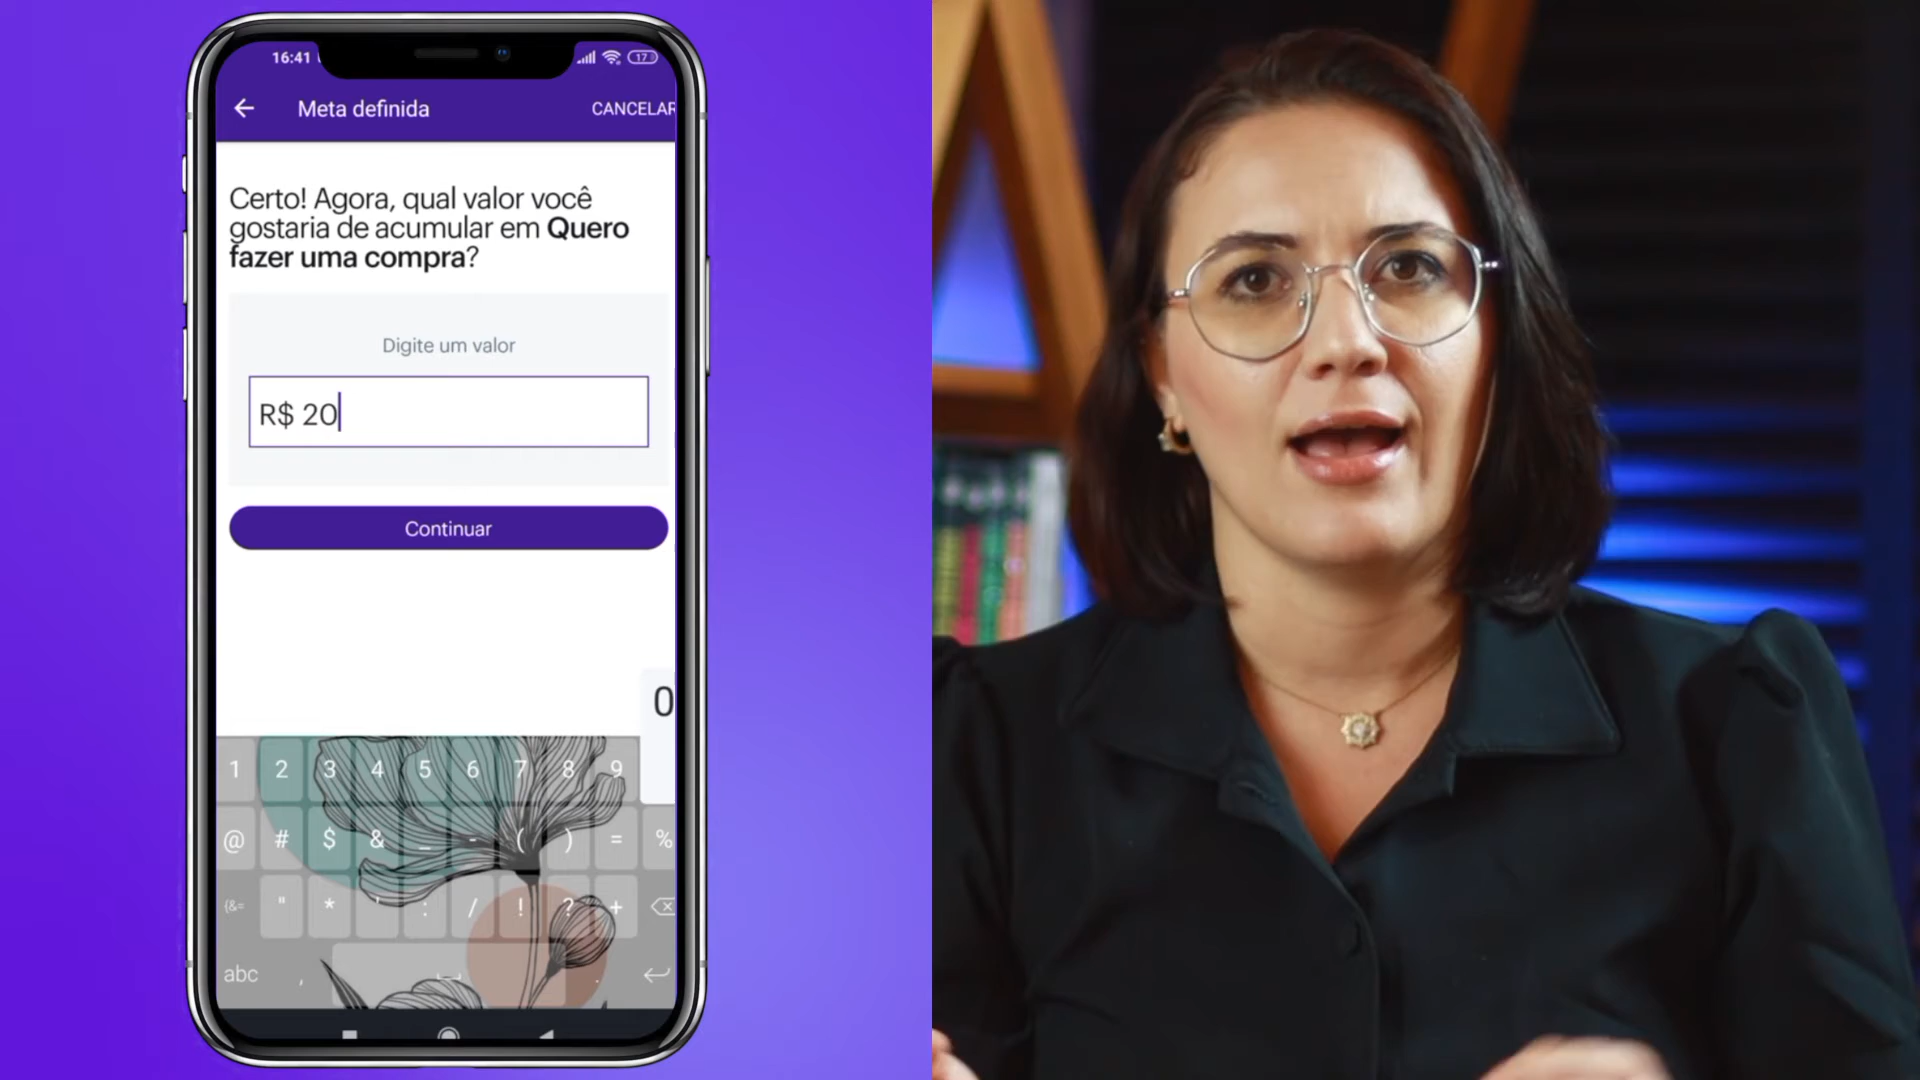 16:41
17
Meta definida
CANCELAR
Certo! Agora, qual valor você
gostaria de acumular em Quero
fazer uma compra?
Digite um valor
R$ 20
Continuar
0
1 2 3 4 5 6 7 8 9
@ # $ & _ - ( ) = %
{&= " * ' : / ! ? +
abc , .